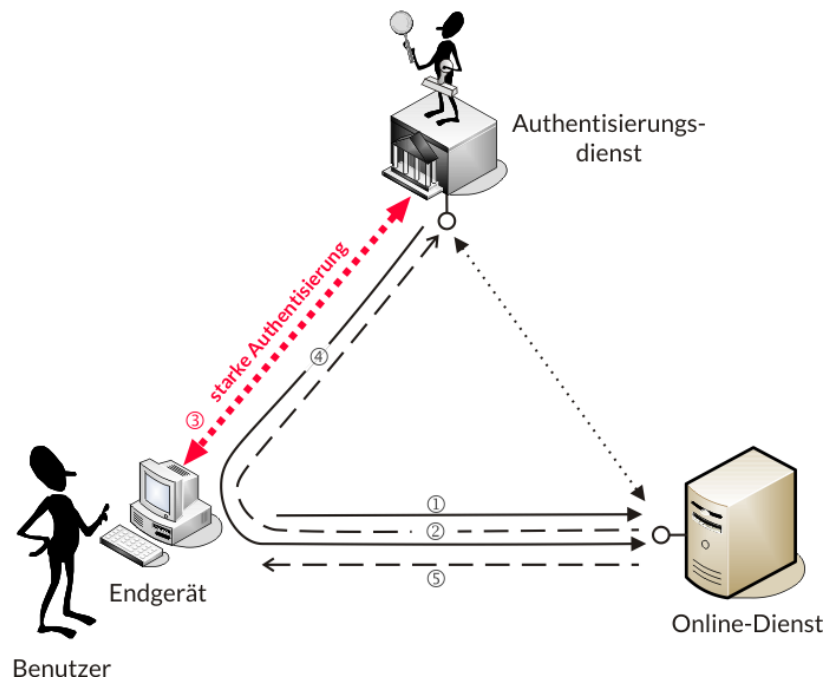 Authentisierungs-
dienst
starke Authentisierung
③
④
①
②
⑤
Endgerät
Online-Dienst
Benutzer